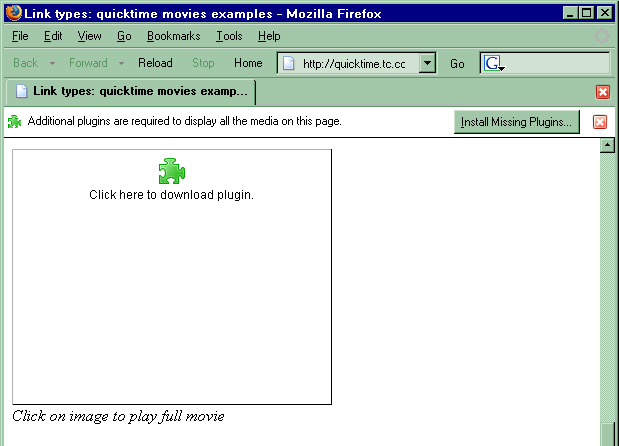 Link types: quicktime movies examples - Mozilla Firefox
File Edit View Go Bookmarks Tools Help
Back Forward Reload Stop Home http://quicktime.tc.cc Go G
Link types: quicktime movies examp...
Additional plugins are required to display all the media on this page. Install Missing Plugins...
Click here to download plugin.
Click on image to play full movie